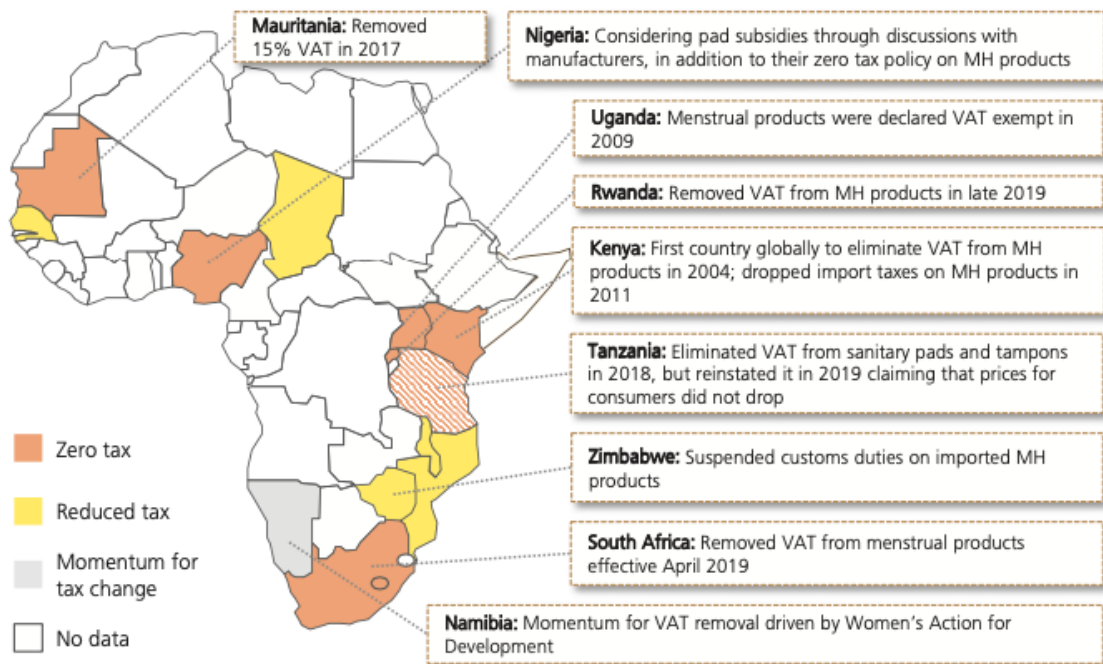 Mauritania: Removed
15% VAT in 2017
Nigeria: Considering pad subsidies through discussions with
manufacturers, in addition to their zero tax policy on MH products
Uganda: Menstrual products were declared VAT exempt in
2009
Rwanda: Removed VAT from MH products in late 2019
Kenya: First country globally to eliminate VAT from MH
products in 2004; dropped import taxes on MH products in
2011
Tanzania: Eliminated VAT from sanitary pads and tampons
in 2018, but reinstated it in 2019 claiming that prices for
consumers did not drop
Zimbabwe: Suspended customs duties on imported MH
products
South Africa: Removed VAT from menstrual products
effective April 2019
Namibia: Momentum for VAT removal driven by Women's Action for
Development
Zero tax
Reduced tax
Momentum for
tax change
No data